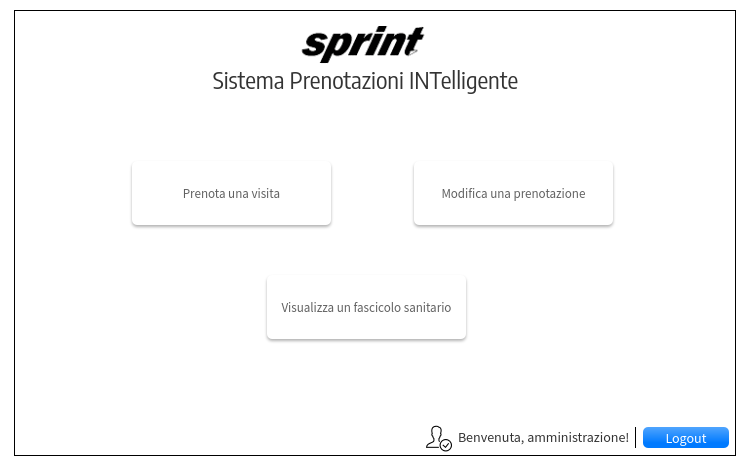 sprint
Sistema Prenotazioni INTelligente
Prenota una visita
Modifica una prenotazione
Visualizza un fascicolo sanitario
Benvenuta, amministrazione!
Logout